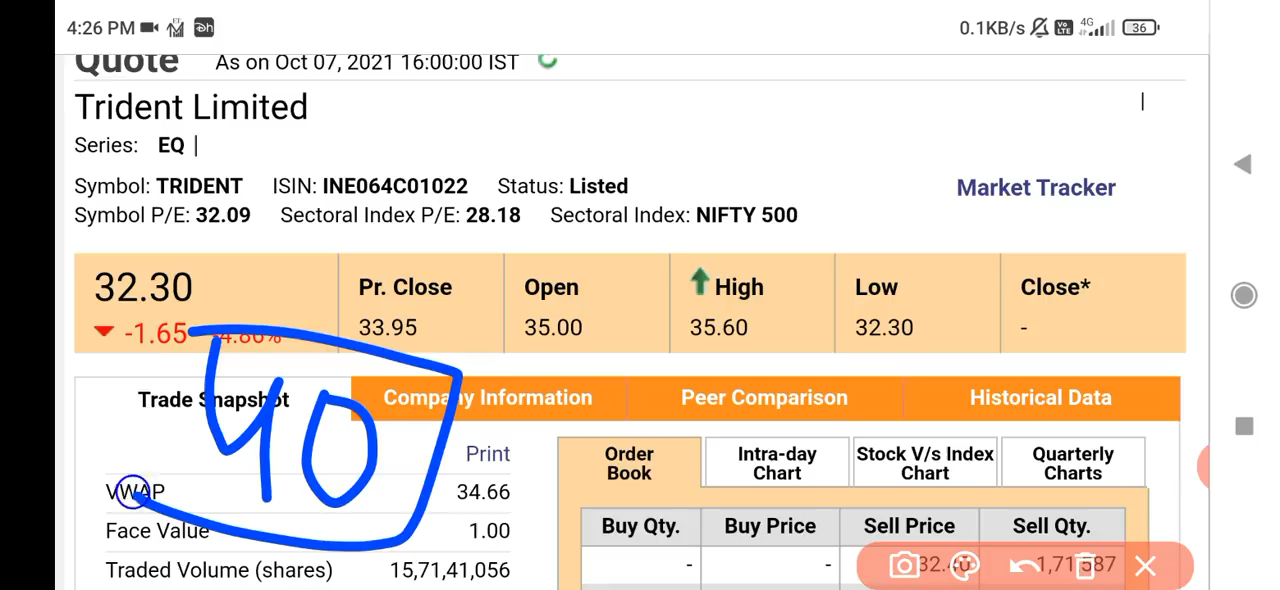 4:26 PM
0.1KB/s 4G 36
Quote As on Oct 07, 2021 16:00:00 IST
Trident Limited
Series: EQ |
Symbol: TRIDENT ISIN: INE064C01022 Status: Listed
Market Tracker
Symbol P/E: 32.09 Sectoral Index P/E: 28.18 Sectoral Index: NIFTY 500
32.30 Pr. Close Open High Low Close*
-1.65 -4.86% 33.95 35.00 35.60 32.30 -
Trade Snapshot Company Information Peer Comparison Historical Data
40
Print
Order Book Intra-day Chart Stock V/s Index Chart Quarterly Charts
VWAP 34.66
Face Value 1.00
Buy Qty. Buy Price Sell Price Sell Qty.
Traded Volume (shares) 15,71,41,056
- - 1,71,587